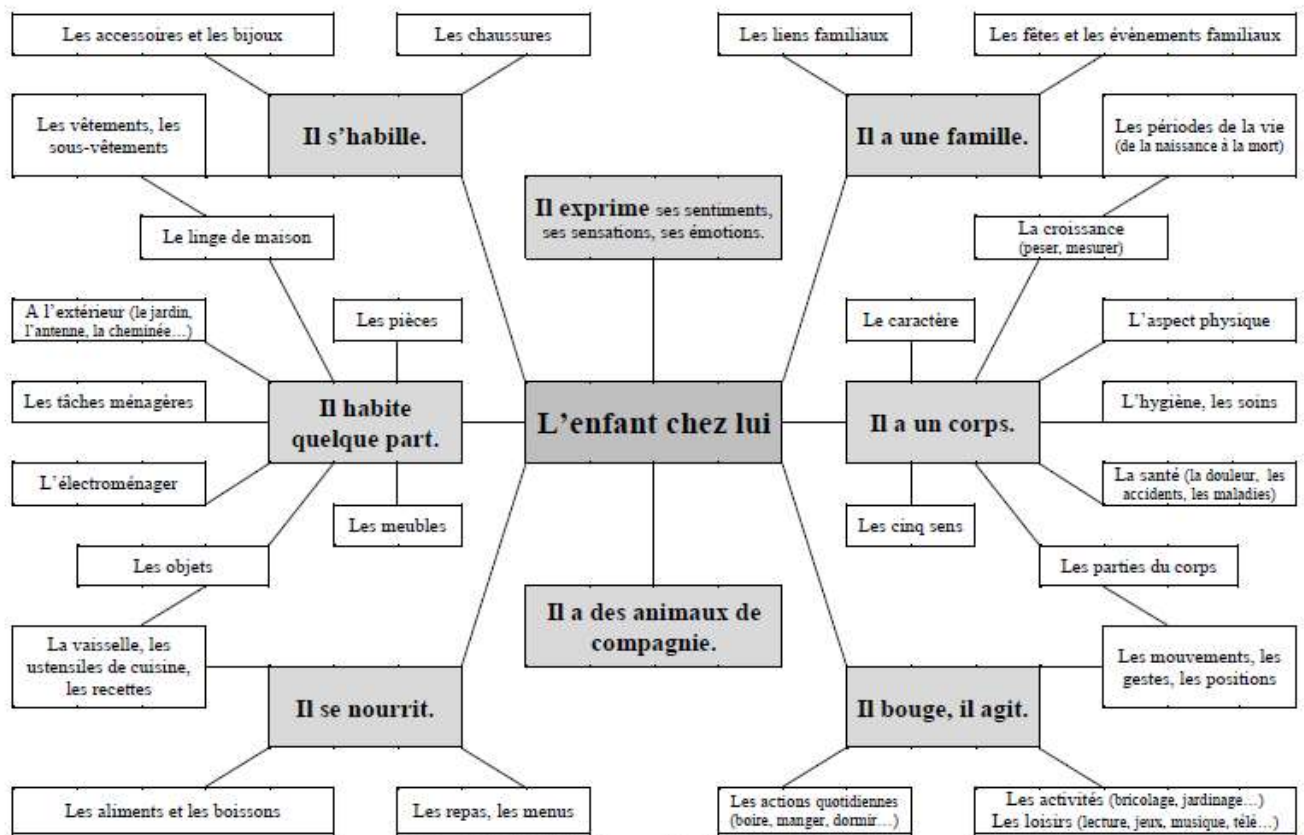 Les accessoires et les bijoux
Les chaussures
Les liens familiaux
Les fêtes et les évènements familiaux
Les vêtements, les
sous-vêtements
Il s'habille.
Il a une famille.
Les périodes de la vie
(de la naissance à la mort)
Il exprime ses sentiments,
ses sensations, ses émotions.
Le linge de maison
La croissance
(peser, mesurer)
A l'extérieur (le jardin,
l'antenne, la cheminée…)
Les pièces
Le caractère
L'aspect physique
Les tâches ménagères
Il habite
quelque part.
L'enfant chez lui
Il a un corps.
L'hygiène, les soins
L'électroménager
Les meubles
Les cinq sens
La santé (la douleur, les
accidents, les maladies)
Les objets
Les parties du corps
Il a des animaux de
compagnie.
La vaisselle, les
ustensiles de cuisine,
les recettes
Les mouvements, les
gestes, les positions
Il se nourrit.
Il bouge, il agit.
Les aliments et les boissons
Les repas, les menus
Les actions quotidiennes
(boire, manger, dormir…)
Les activités (bricolage, jardinage…)
Les loisirs (lecture, jeux, musique, télé…)